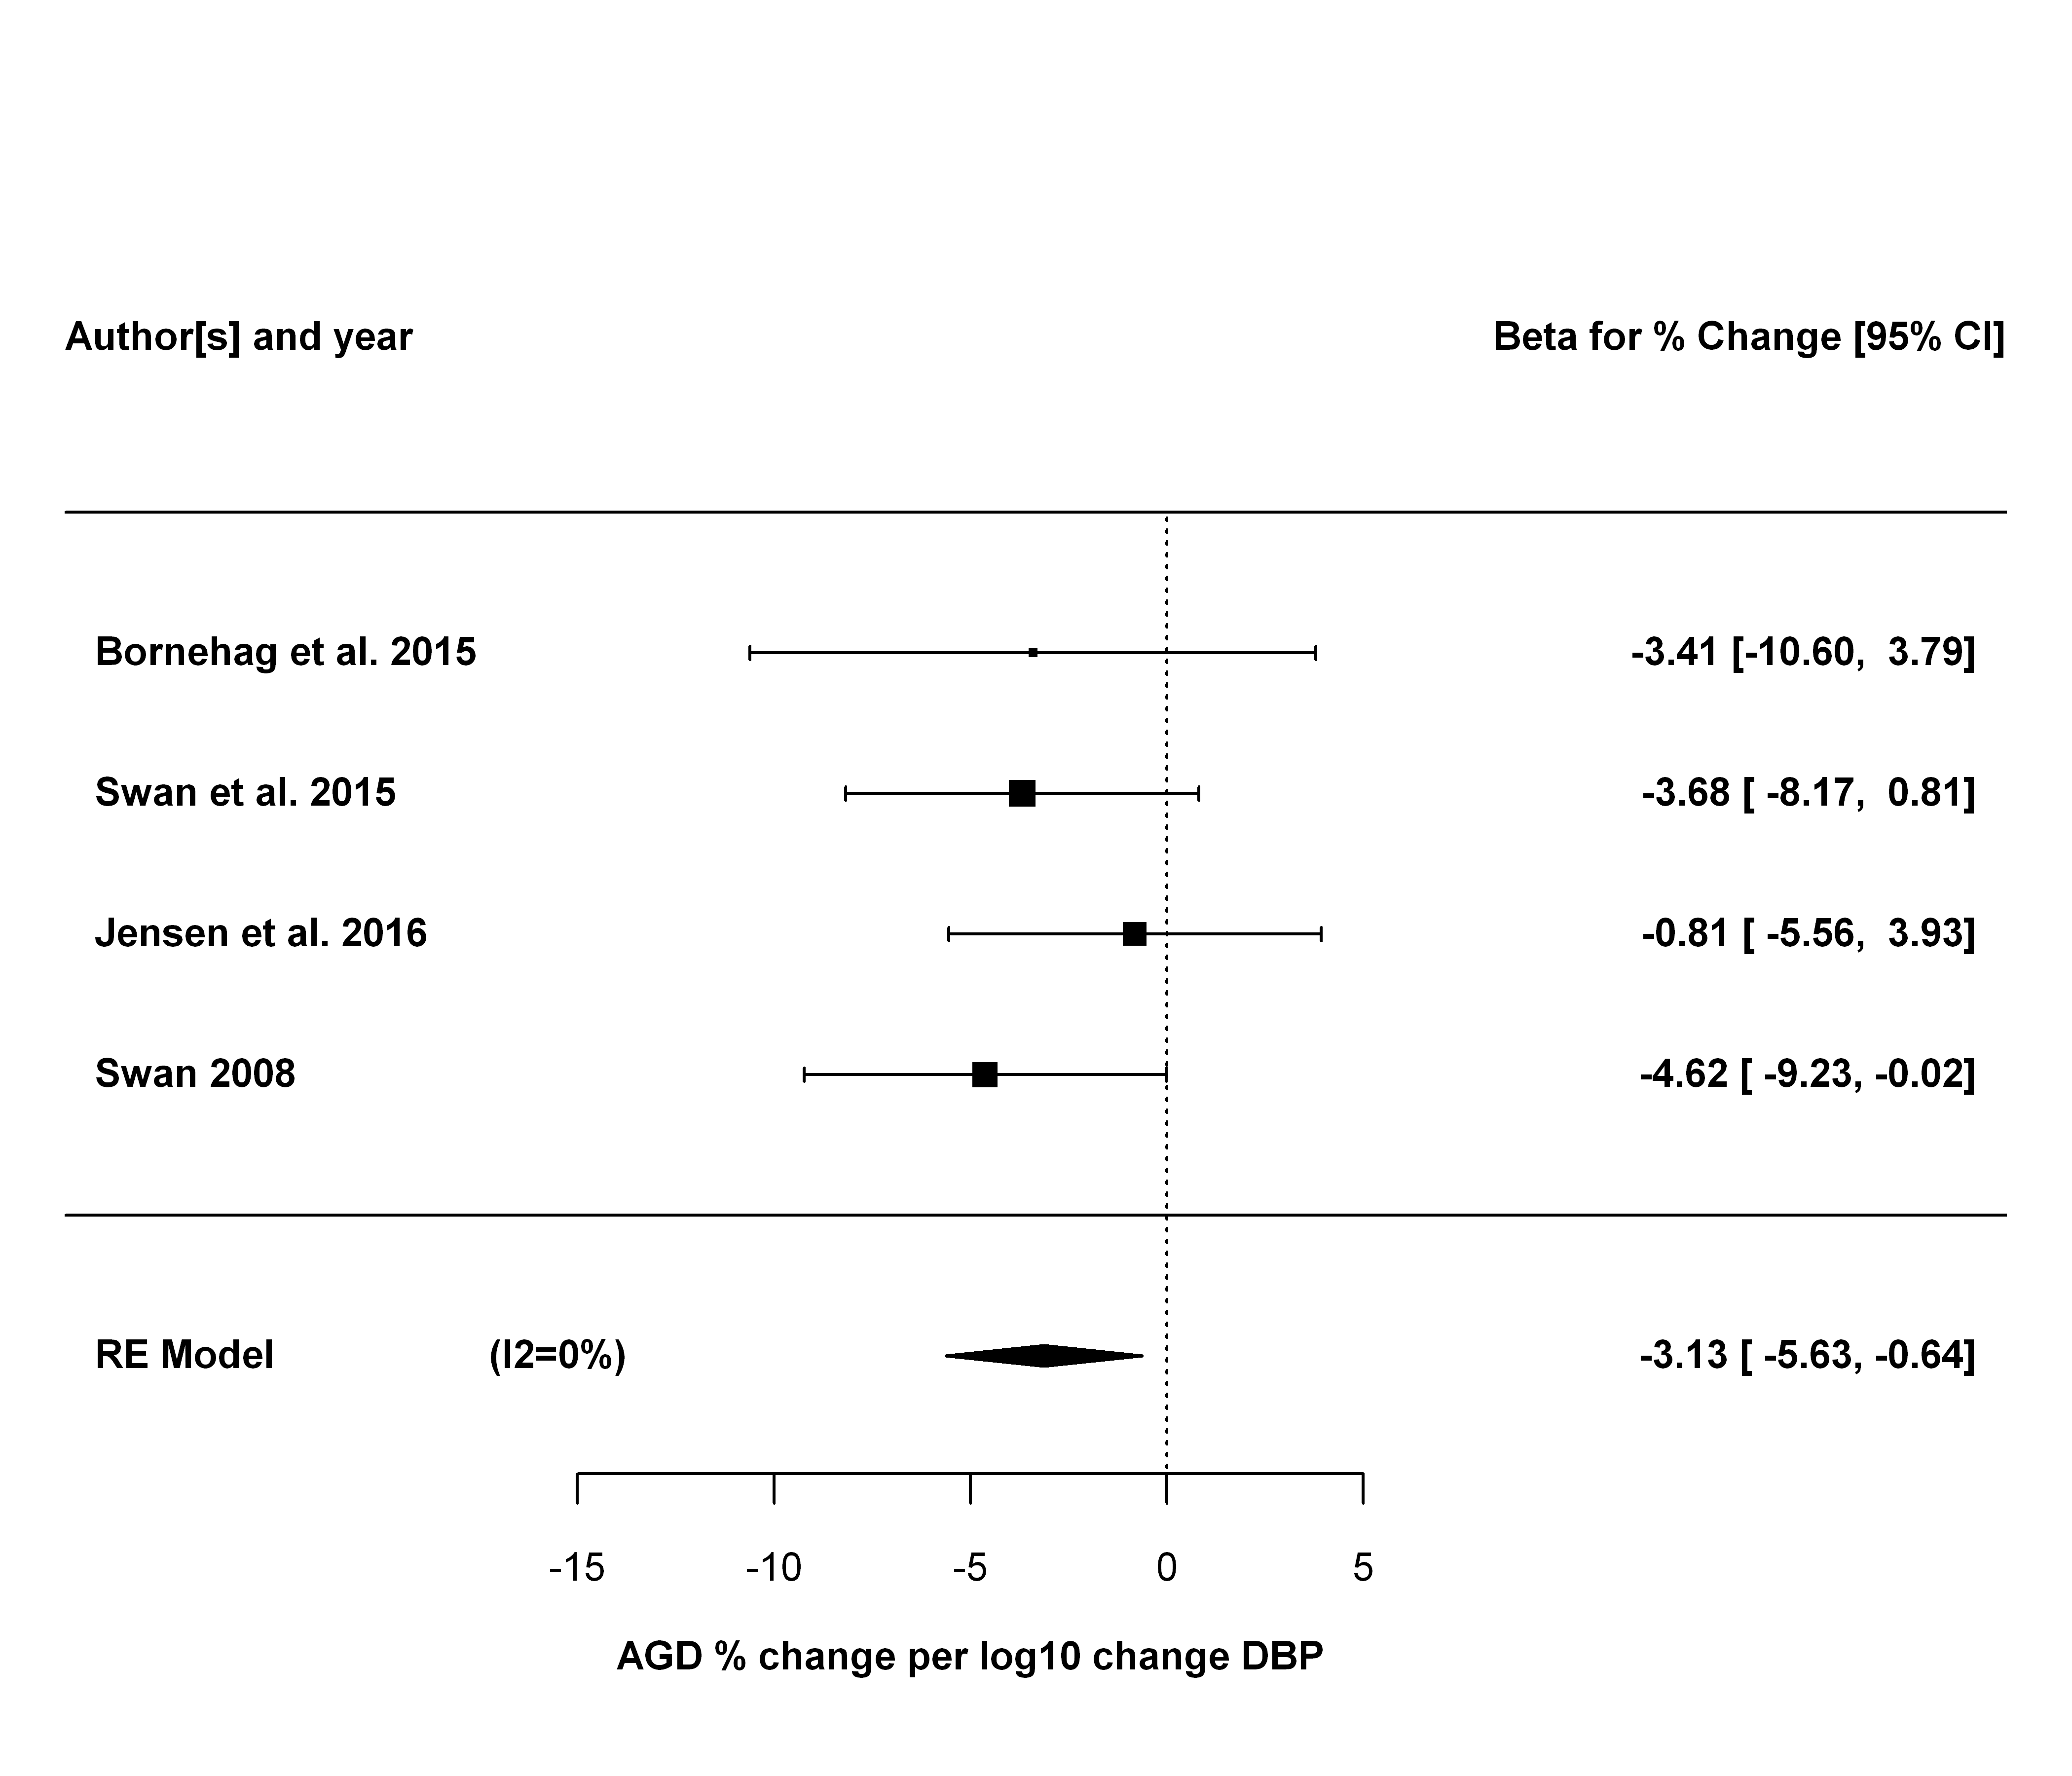 Author[s] and year Beta for % Change [95% CI]
Bornehag et al. 2015 -3.41 [-10.60, 3.79]
Swan et al. 2015 -3.68 [ -8.17, 0.81]
Jensen et al. 2016 -0.81 [ -5.56, 3.93]
Swan 2008 -4.62 [ -9.23, -0.02]
RE Model (I2=0%) -3.13 [ -5.63, -0.64]
-15 -10 -5 0 5
AGD % change per log10 change DBP